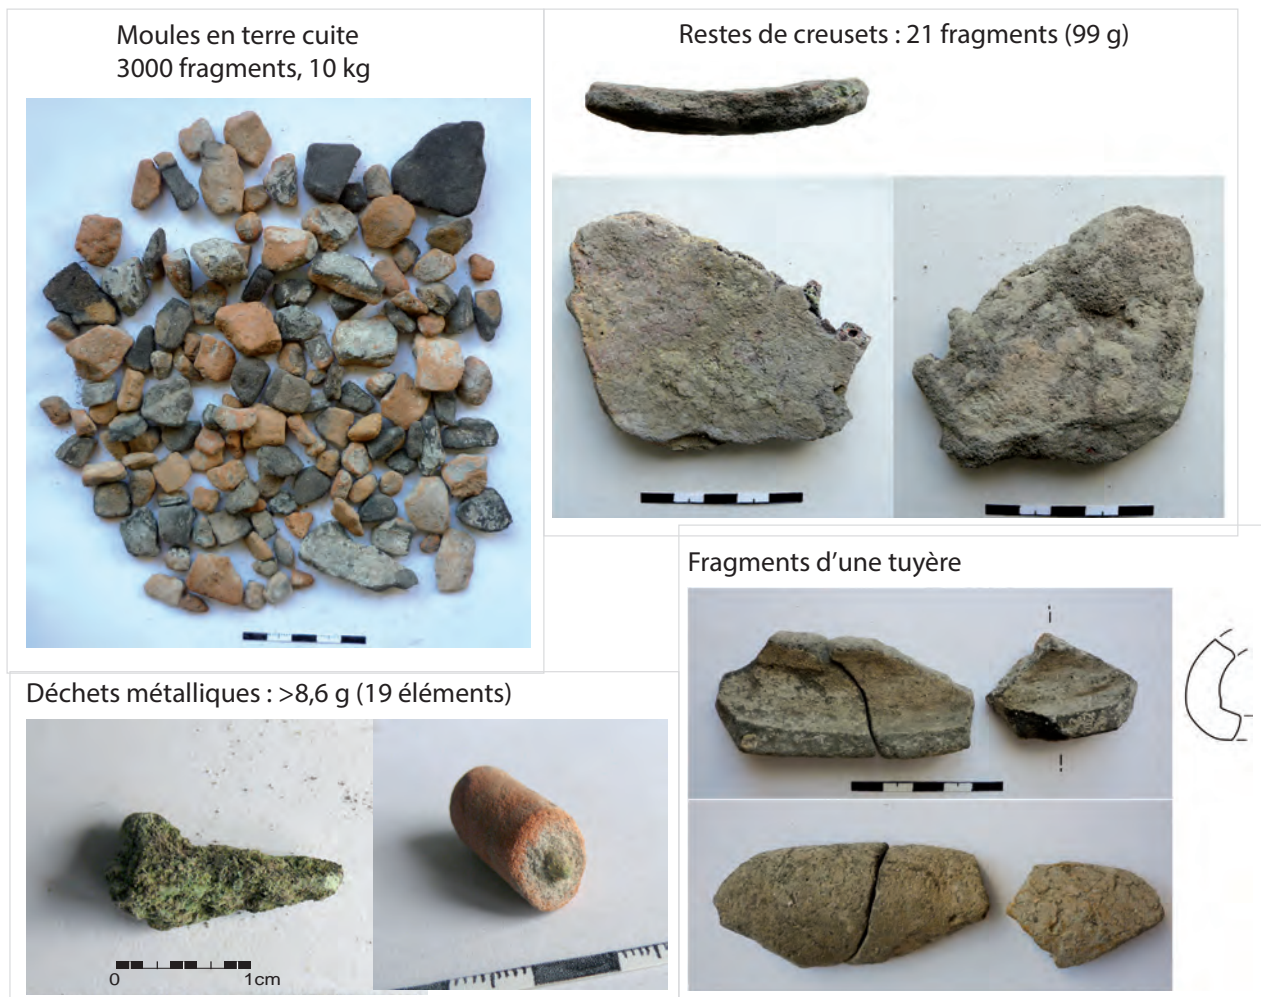 Moules en terre cuite
3000 fragments, 10 kg
Restes de creusets : 21 fragments (99 g)
Fragments d'une tuyère
Déchets métalliques : >8,6 g (19 éléments)
0 1cm